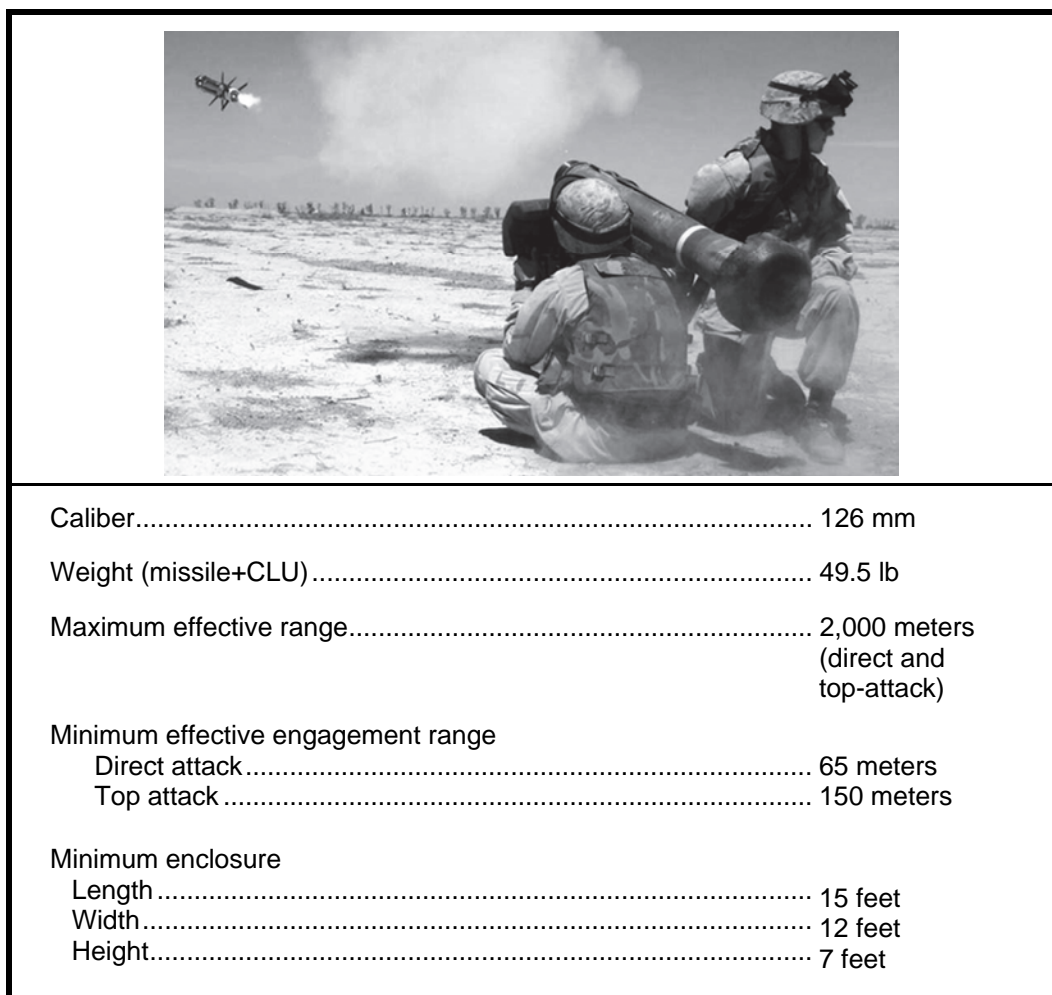 Caliber............................................................................................ 126 mm
Weight (missile+CLU).................................................................... 49.5 lb
Maximum effective range............................................................... 2,000 meters
(direct and
top-attack)
Minimum effective engagement range
Direct attack............................................................................. 65 meters
Top attack................................................................................ 150 meters
Minimum enclosure
Length.......................................................................................... 15 feet
Width............................................................................................ 12 feet
Height........................................................................................... 7 feet